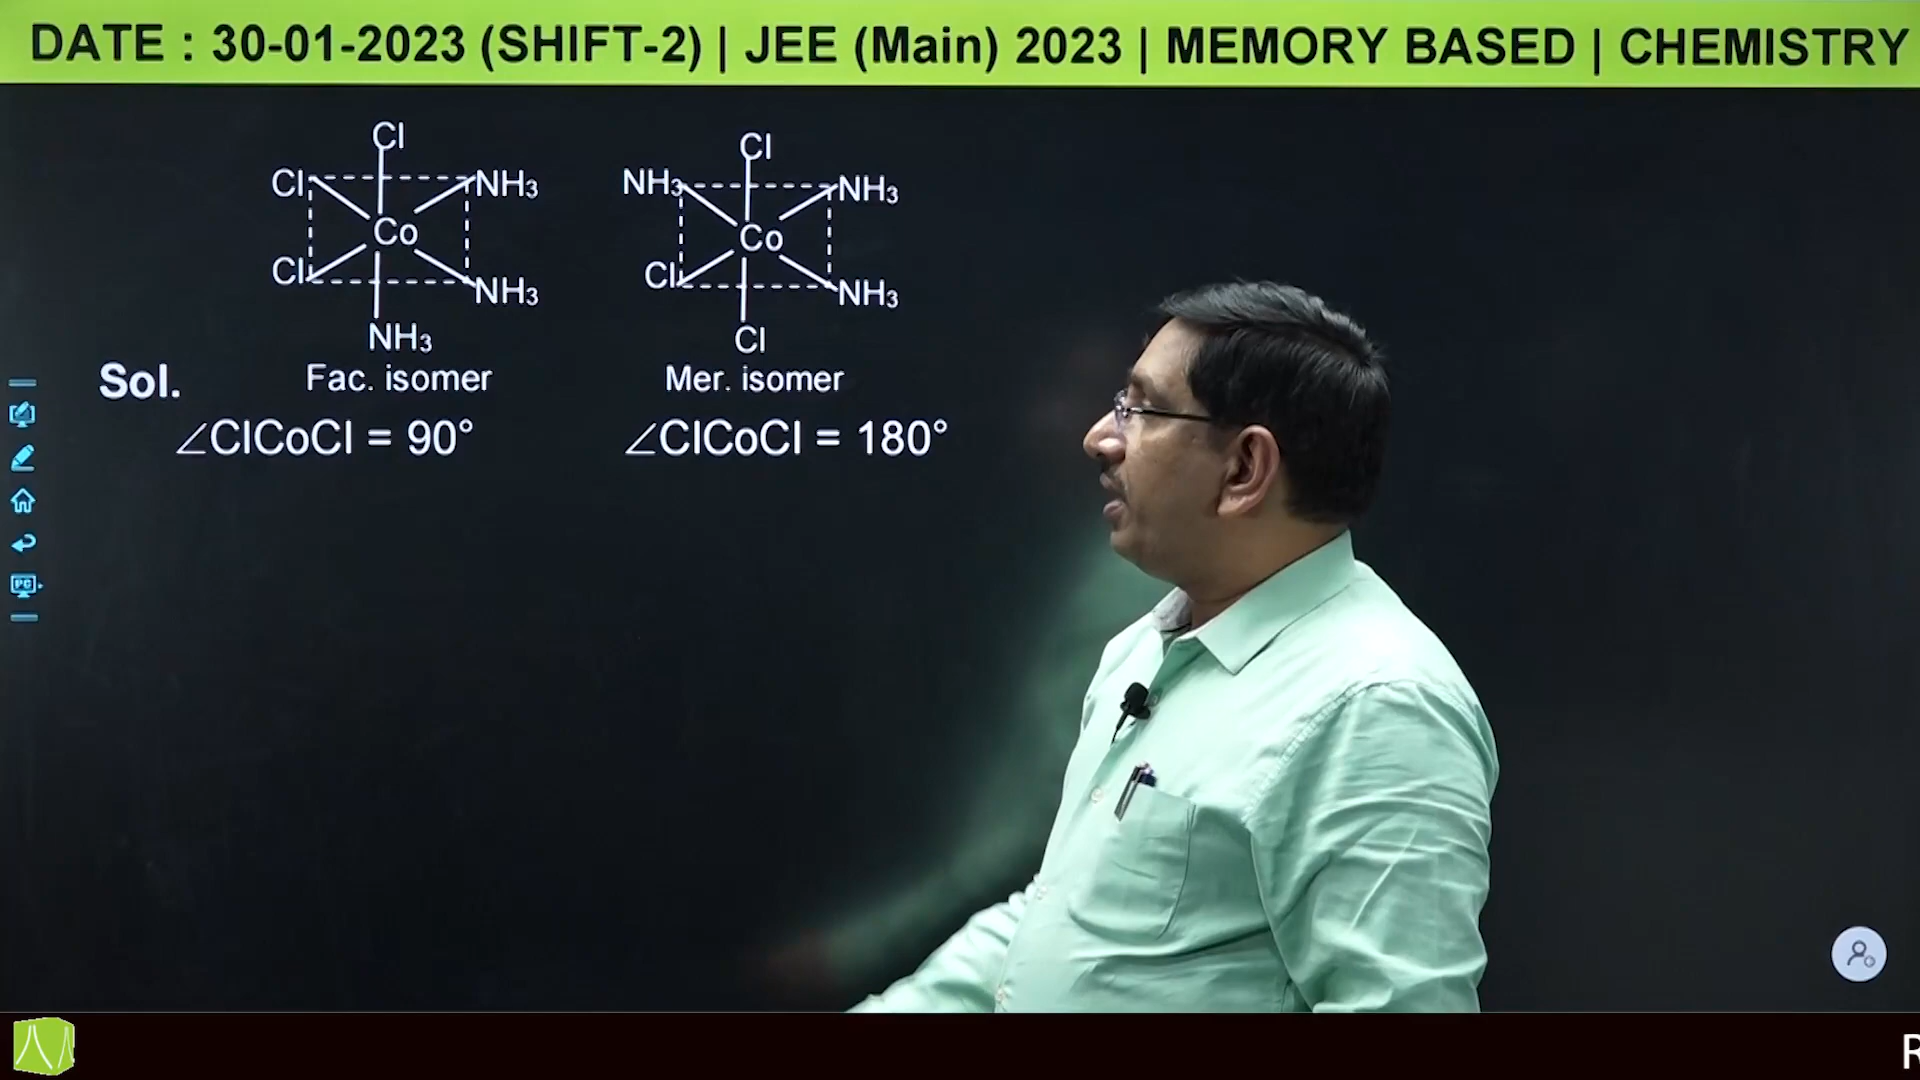 DATE : 30-01-2023 (SHIFT-2) | JEE (Main) 2023 | MEMORY BASED | CHEMISTRY
Cl
Cl
NH₃
Co
Cl
NH₃
NH₃
Fac. isomer
Cl
NH₃
NH₃
Co
Cl
NH₃
Cl
Mer. isomer
Sol.
∠ClCoCl = 90°
∠ClCoCl = 180°
PC
R